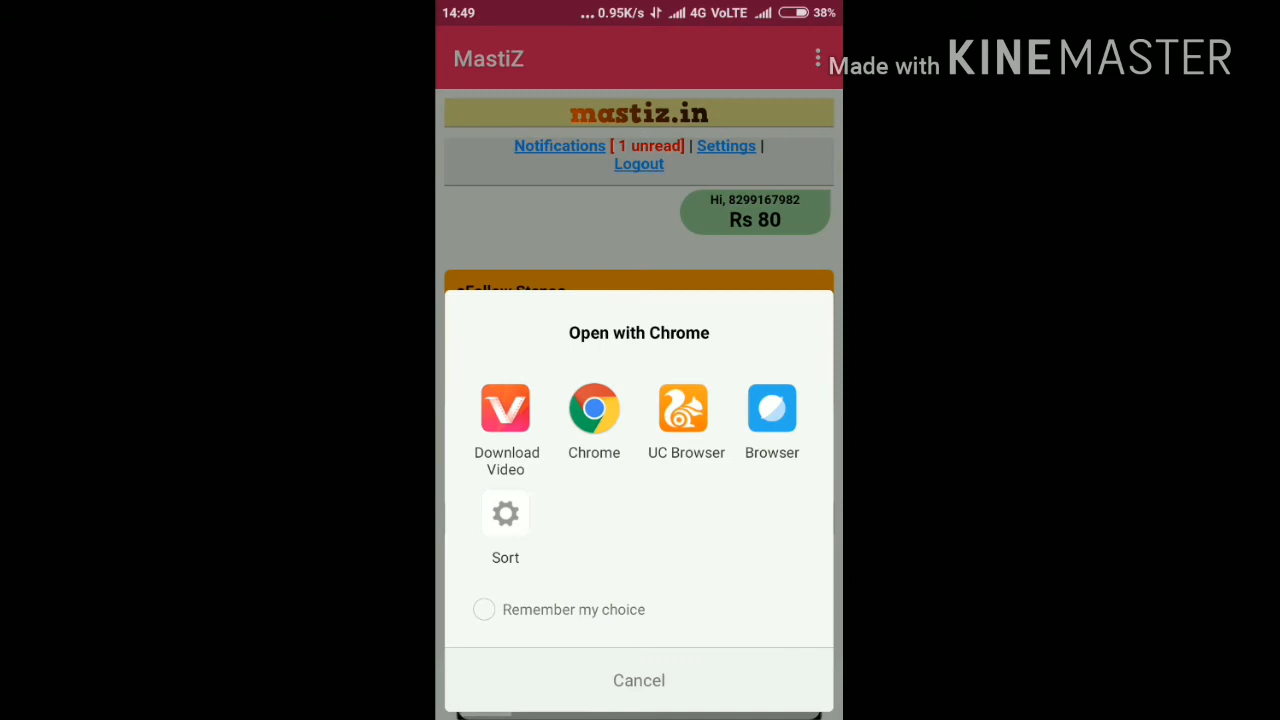 14:49 ... 0.95K/s 4G VoLTE 38%
MastiZ
Made with KINEMASTER
mastiz.in
Notifications [ 1 unread] | Settings |
Logout
Hi, 8299167982
Rs 80
Open with Chrome
Download Video
Chrome
UC Browser
Browser
Sort
Remember my choice
Cancel